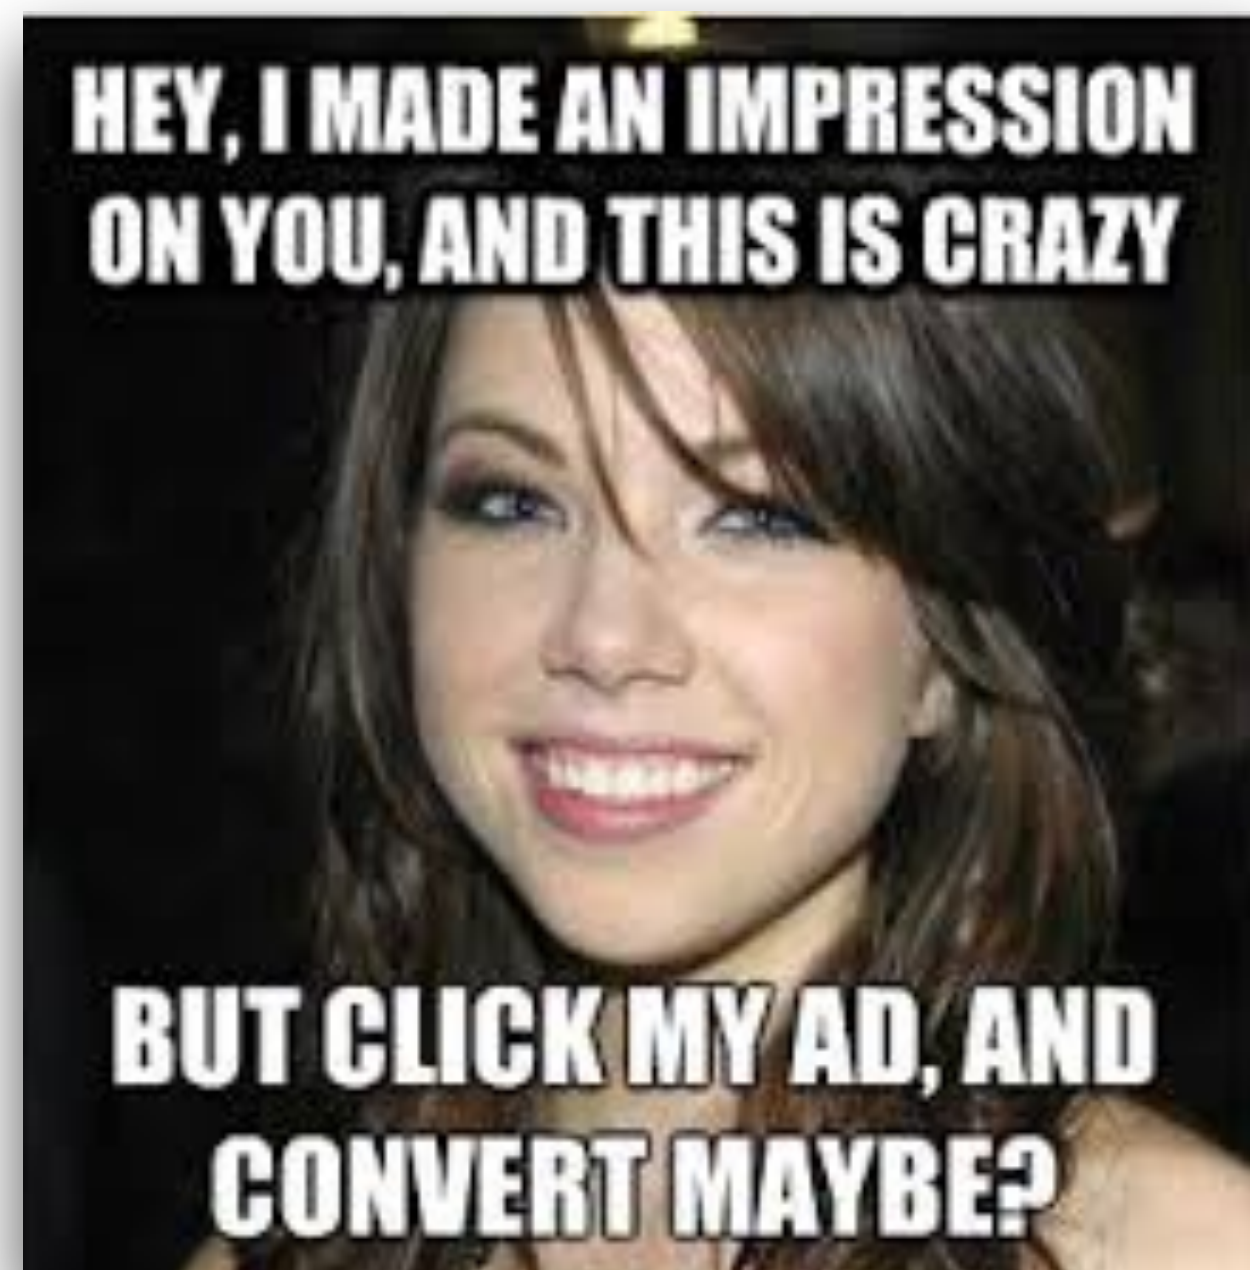 HEY, I MADE AN IMPRESSION
ON YOU, AND THIS IS CRAZY
BUT CLICK MY AD, AND
CONVERT MAYBE?